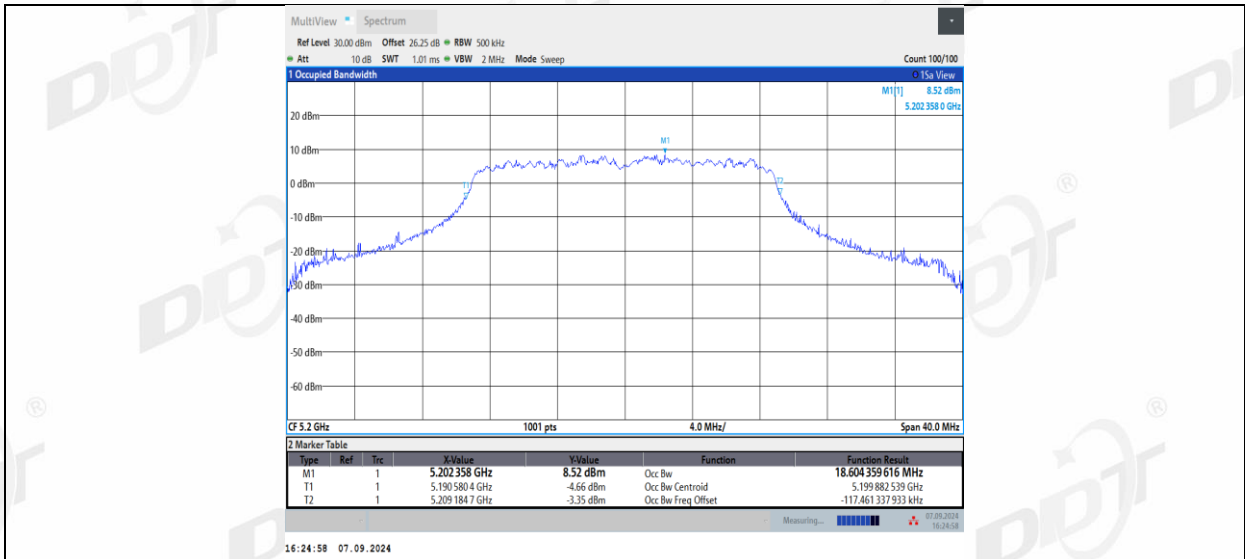 MultiView Spectrum
Ref Level 30.00 dBm Offset 26.25 dB RBW 500 kHz
Att 10 dB SWT 1.01 ms VBW 2 MHz Mode Sweep Count 100/100
1 Occupied Bandwidth 1Sa View
M1[1] 8.52 dBm
5.202 358 0 GHz
20 dBm
M1
10 dBm
0 dBm
T1
T2
-10 dBm
-20 dBm
-30 dBm
-40 dBm
-50 dBm
-60 dBm
CF 5.2 GHz 1001 pts 4.0 MHz/ Span 40.0 MHz
2 Marker Table
Type Ref Trc X-Value Y-Value Function Function Result
M1 1 5.202 358 GHz 8.52 dBm Occ Bw 18.604 359 616 MHz
T1 1 5.190 580 4 GHz -4.66 dBm Occ Bw Centroid 5.199 882 539 GHz
T2 1 5.209 184 7 GHz -3.35 dBm Occ Bw Freq Offset -117.461 337 933 kHz
Measuring... 07.09.2024
16:24:58
16:24:58 07.09.2024
DDT
®